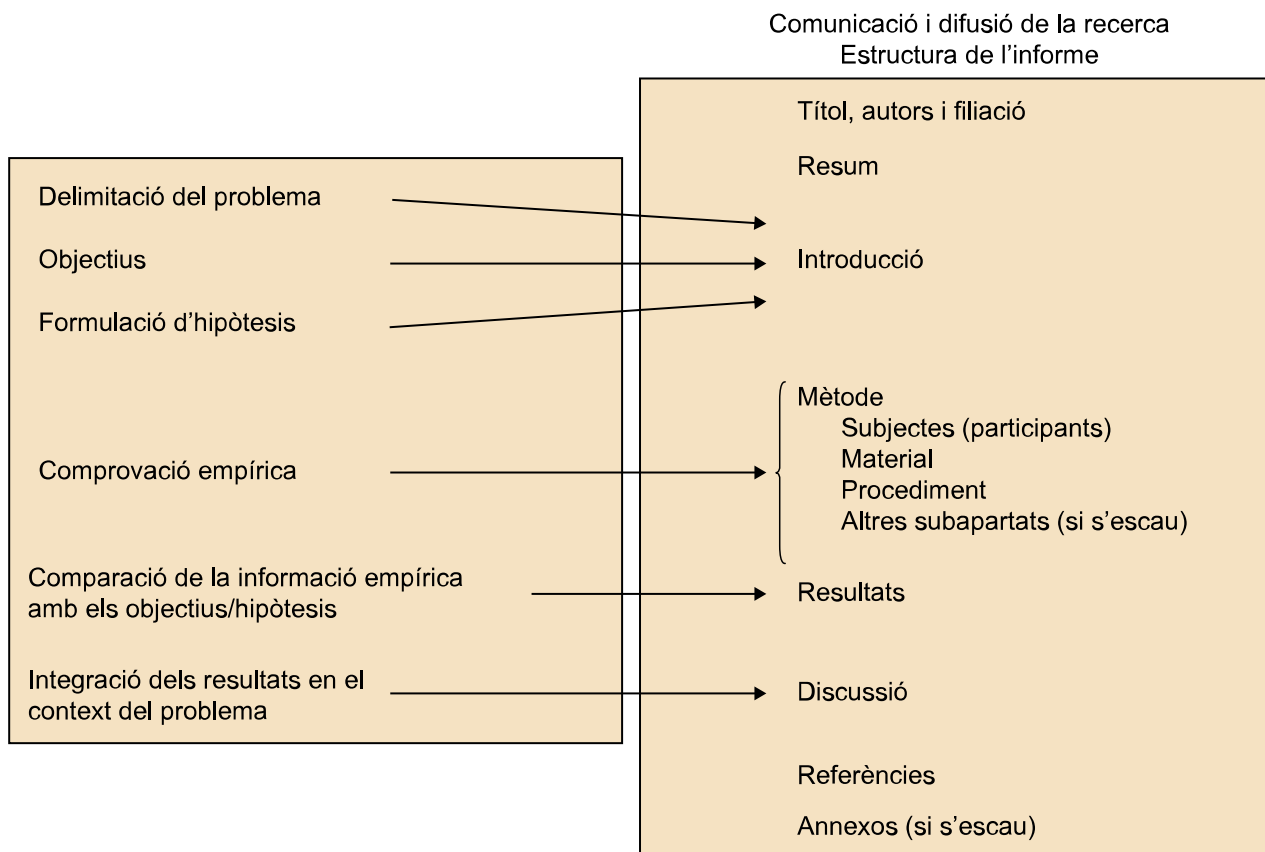 Comunicació i difusió de la recerca
Estructura de l’informe
Delimitació del problema
Objectius
Formulació d’hipòtesis
Comprovació empírica
Comparació de la informació empírica
amb els objectius/hipòtesis
Integració dels resultats en el
context del problema
Títol, autors i filiació
Resum
Introducció
Mètode
Subjectes (participants)
Material
Procediment
Altres subapartats (si s’escau)
Resultats
Discussió
Referències
Annexos (si s’escau)